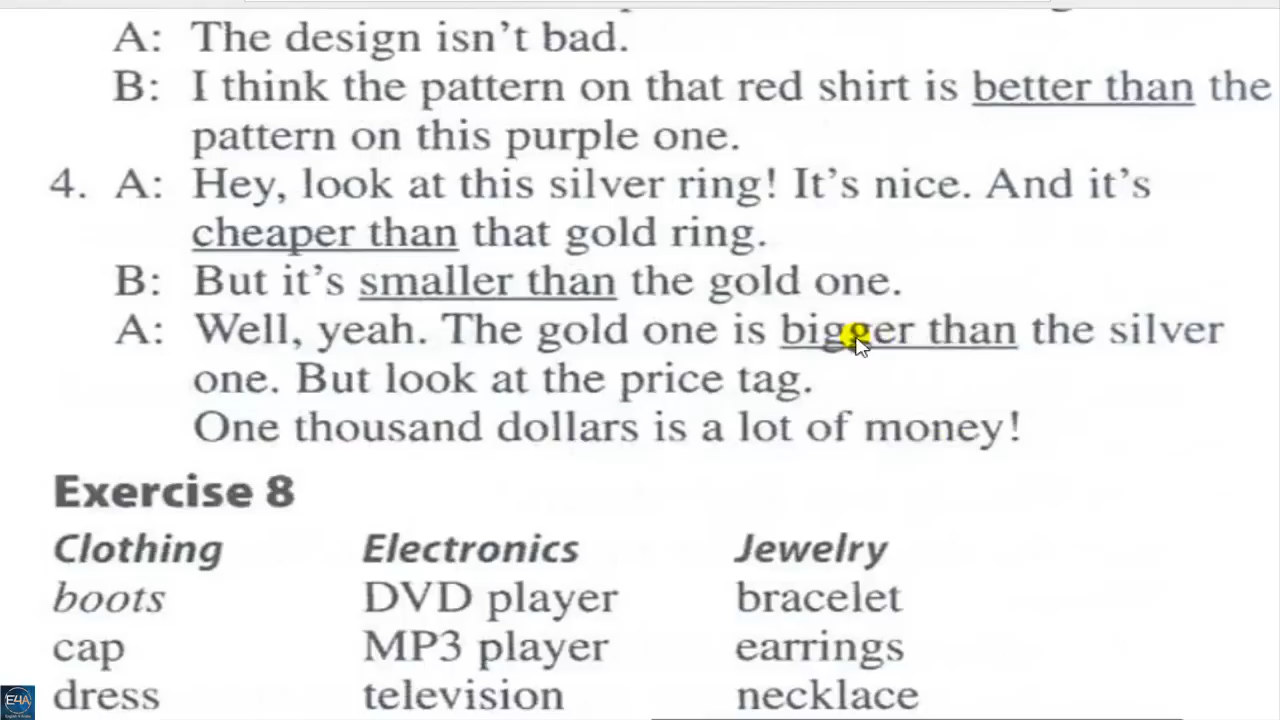 A: The design isn't bad.
B: I think the pattern on that red shirt is better than the
pattern on this purple one.
4. A: Hey, look at this silver ring! It's nice. And it's
cheaper than that gold ring.
B: But it's smaller than the gold one.
A: Well, yeah. The gold one is bigger than the silver
one. But look at the price tag.
One thousand dollars is a lot of money!
Exercise 8
Clothing Electronics Jewelry
boots DVD player bracelet
cap MP3 player earrings
dress television necklace
E4A